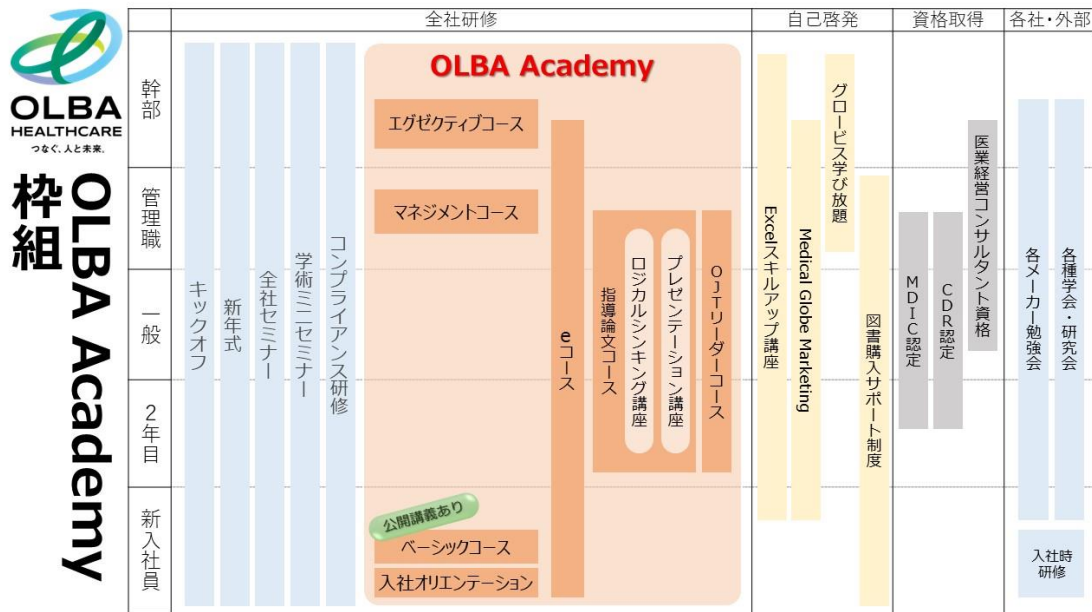 OLBA
HEALTHCARE
つなぐ、人と未来。
OLBA Academy
枠組
全社研修
自己啓発
資格取得
各社・外部
幹部
管理職
一般
2年目
新入社員
キックオフ
新年式
全社セミナー
学術ミニセミナー
コンプライアンス研修
OLBA Academy
エグゼクティブコース
マネジメントコース
公開講義あり
ベーシックコース
入社オリエンテーション
eコース
指導論文コース
ロジカルシンキング講座
プレゼンテーション講座
OJTリーダーコース
Excelスキルアップ講座
Medical Globe Marketing
グロービス学び放題
図書購入サポート制度
MDIC認定
CDR認定
医業経営コンサルタント資格
各メーカー勉強会
各種学会・研究会
入社時
研修